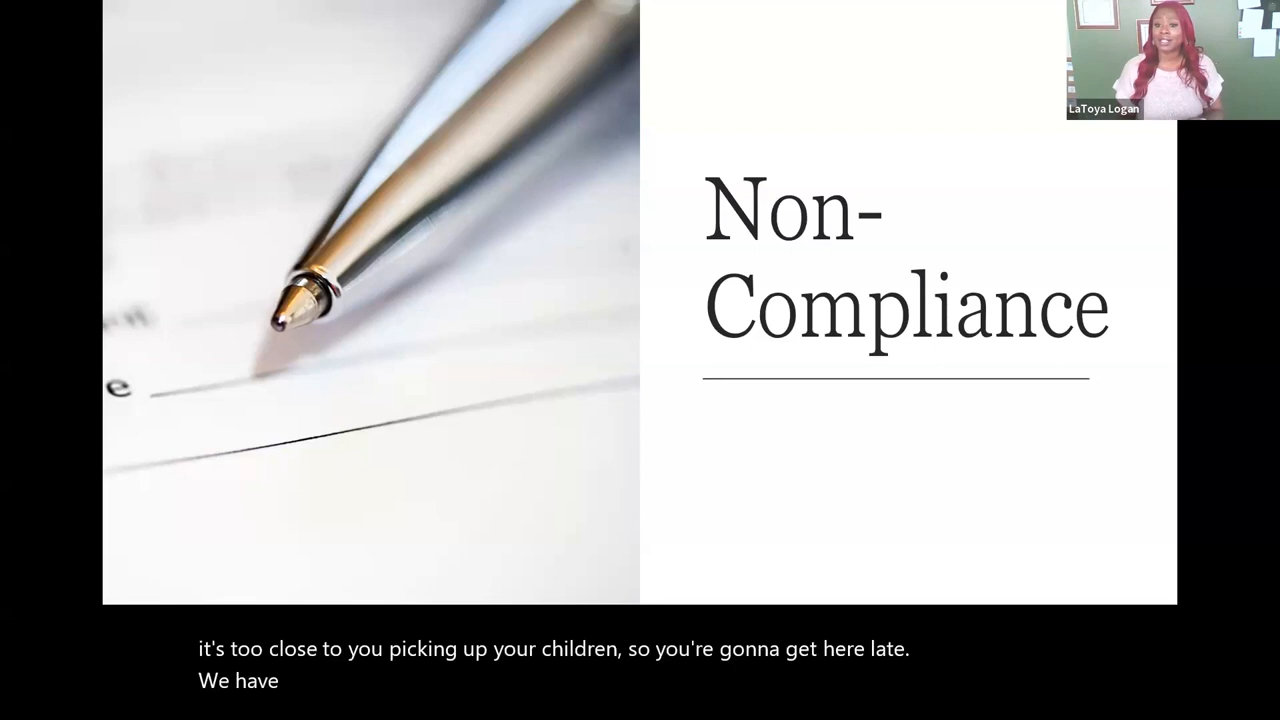 LaToya Logan
Non-
Compliance
e
it's too close to you picking up your children, so you're gonna get here late.
We have